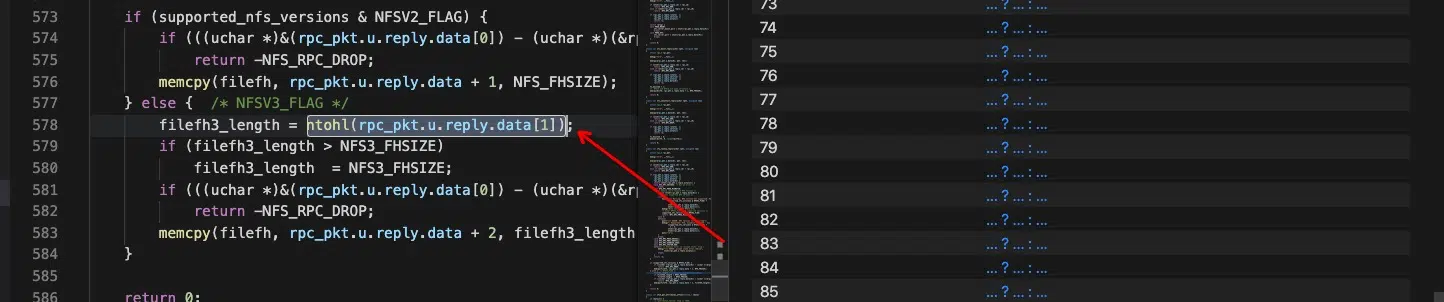 573 if (supported_nfs_versions & NFSV2_FLAG) {
574 if (((uchar *)&(rpc_pkt.u.reply.data[0]) - (uchar *)(&rp
575 return -NFS_RPC_DROP;
576 memcpy(filefh, rpc_pkt.u.reply.data + 1, NFS_FHSIZE);
577 } else { /* NFSV3_FLAG */
578 filefh3_length = ntohl(rpc_pkt.u.reply.data[1]);
579 if (filefh3_length > NFS3_FHSIZE)
580 filefh3_length  = NFS3_FHSIZE;
581 if (((uchar *)&(rpc_pkt.u.reply.data[0]) - (uchar *)(&rp
582 return -NFS_RPC_DROP;
583 memcpy(filefh, rpc_pkt.u.reply.data + 2, filefh3_length
584 }
585
586 return 0;
73
74 ... ? ... : ...
75 ... ? ... : ...
76 ... ? ... : ...
77 ... ? ... : ...
78 ... ? ... : ...
79 ... ? ... : ...
80 ... ? ... : ...
81 ... ? ... : ...
82 ... ? ... : ...
83 ... ? ... : ...
84 ... ? ... : ...
85 ... ? ... : ...